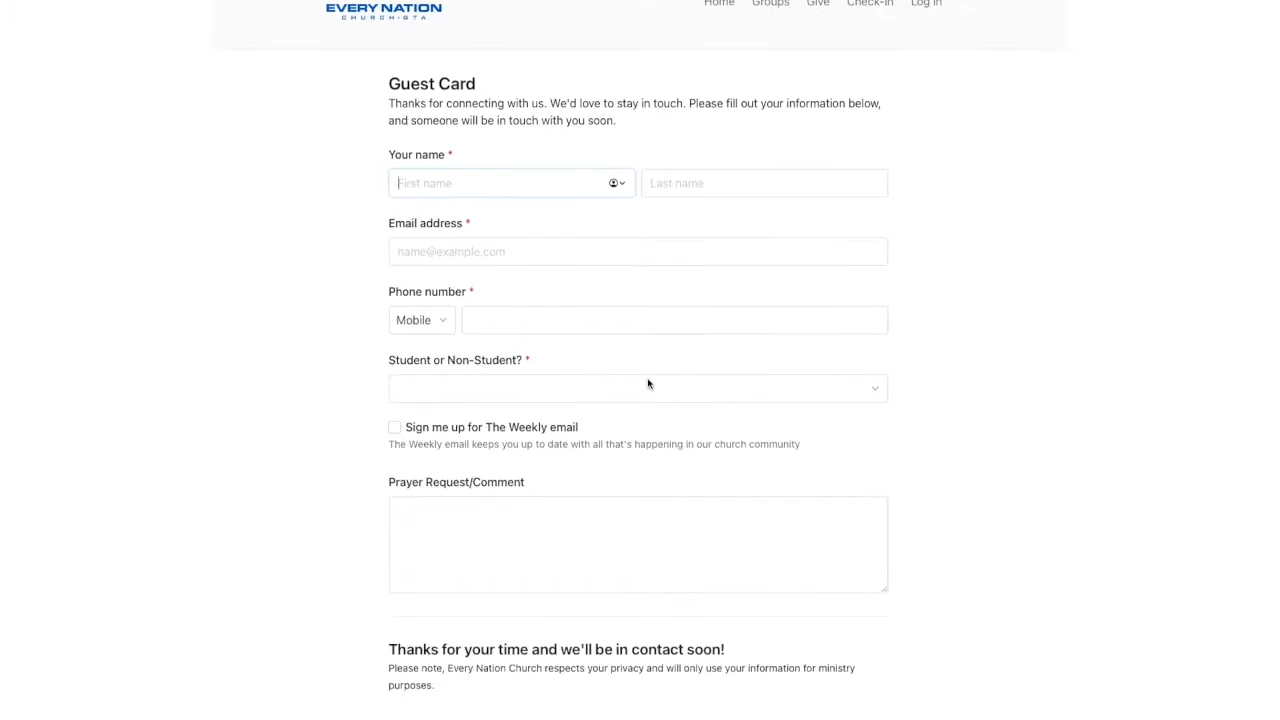 EVERY NATION
CHURCH•GTA
Home Groups Give Check-In Log In
Guest Card
Thanks for connecting with us. We'd love to stay in touch. Please fill out your information below,
and someone will be in touch with you soon.
Your name *
First name
Last name
Email address *
name@example.com
Phone number *
Mobile
Student or Non-Student? *
Sign me up for The Weekly email
The Weekly email keeps you up to date with all that's happening in our church community
Prayer Request/Comment
Thanks for your time and we'll be in contact soon!
Please note, Every Nation Church respects your privacy and will only use your information for ministry
purposes.